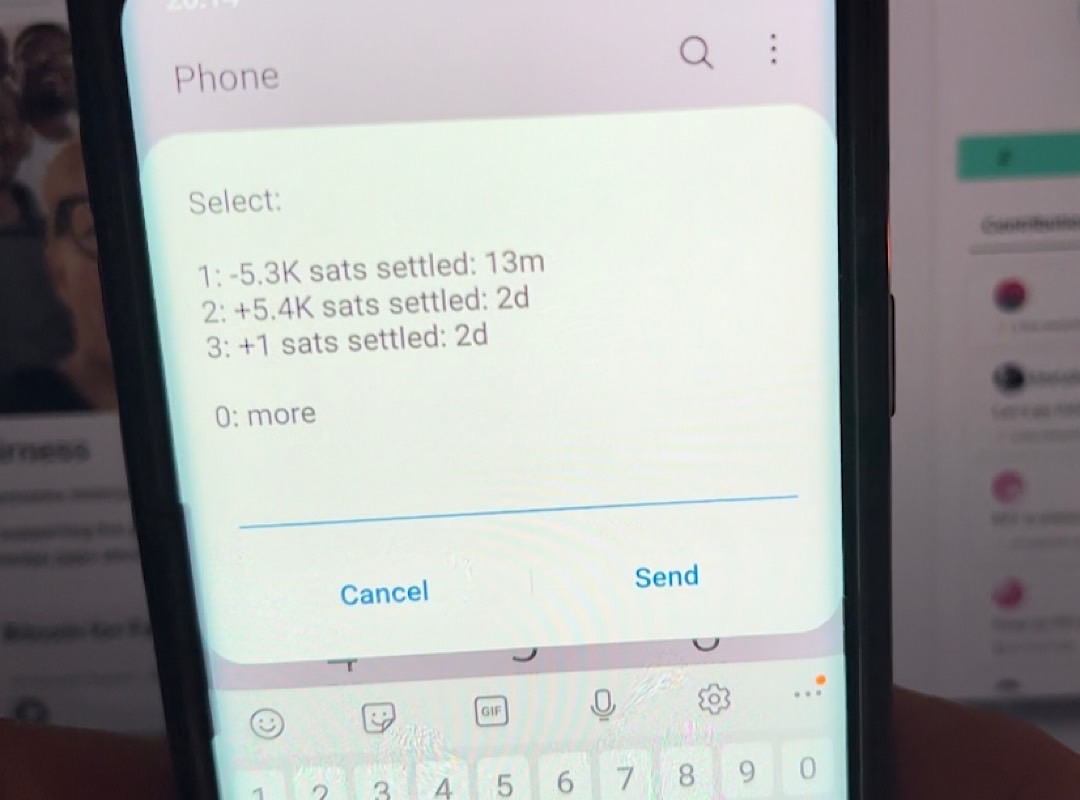 Phone
Select:
1: -5.3K sats settled: 13m
2: +5.4K sats settled: 2d
3: +1 sats settled: 2d
0: more
Cancel
Send
GIF
1 2 3 4 5 6 7 8 9 0